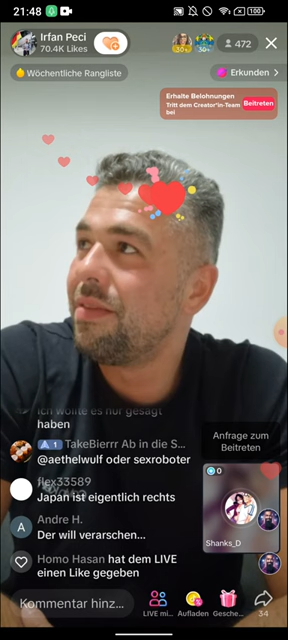 21:48
100
Irfan Peci
70.4K Likes
472
Wöchentliche Rangliste
Erkunden >
Erhalte Belohnungen
Tritt dem Creator*in-Team
bei
Beitreten
ich wollte es nur gesagt
haben
1 TakeBierrr Ab in die S...
@aethelwulf oder sexroboter
flex33589
Japan ist eigentlich rechts
Andre H.
Der will verarschen...
Homo Hasan hat dem LIVE
einen Like gegeben
Anfrage zum
Beitreten
0
Shanks_D
Kommentar hinz...
LIVE mi...
Aufladen
Gesche...
34